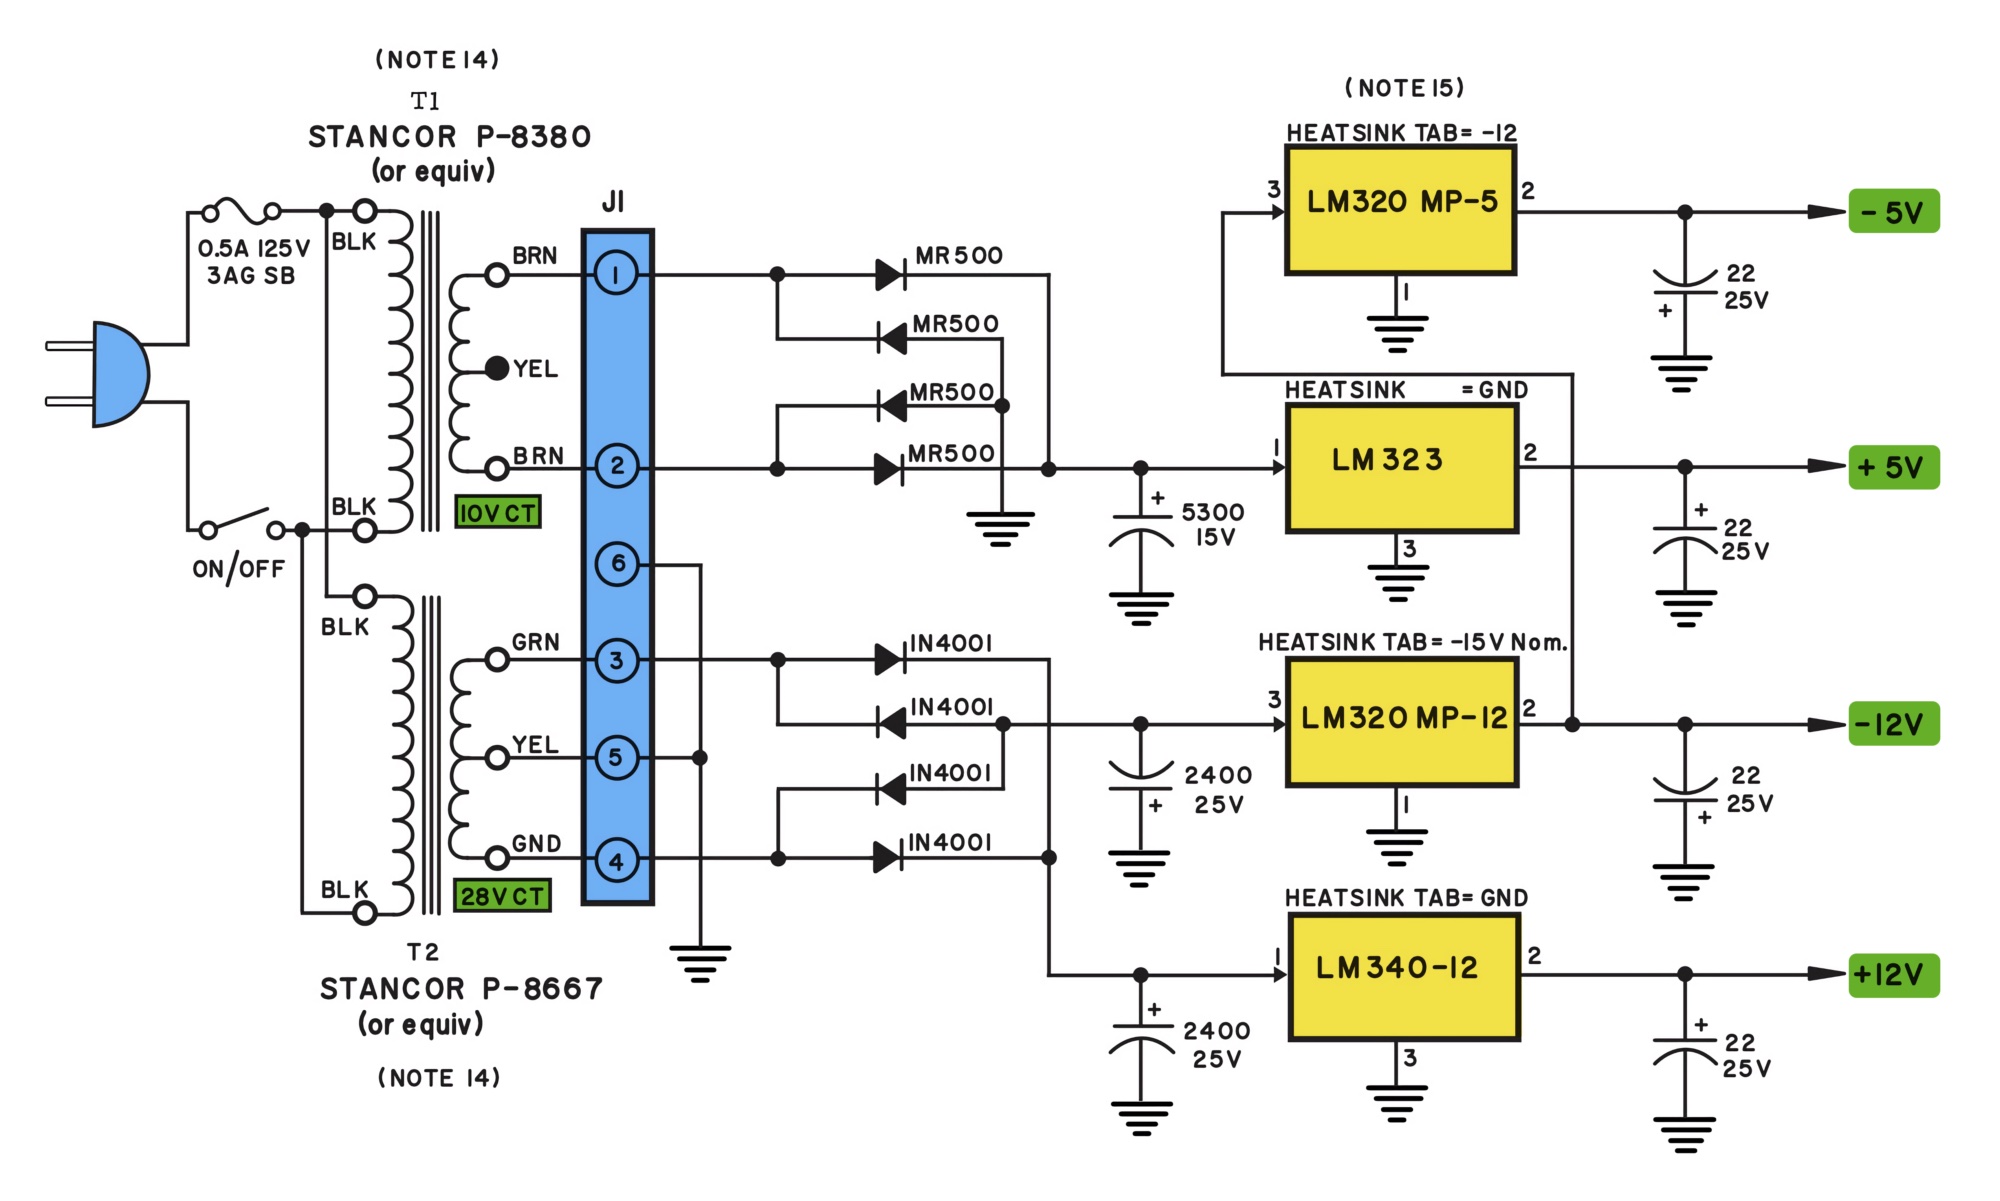 (NOTE 14)
T1
STANCOR P-8380
(or equiv)
0.5A 125V
3AG SB
BLK
BLK
BRN
YEL
BRN
10V CT
ON/OFF
BLK
BLK
GRN
YEL
GND
28V CT
T2
STANCOR P-8667
(or equiv)
(NOTE 14)
J1
1
2
6
3
5
4
MR500
MR500
MR500
MR500
+
5300
15V
IN4001
IN4001
IN4001
IN4001
2400
25V
+
+
2400
25V
(NOTE 15)
HEATSINK TAB= -12
3
LM320 MP-5
2
1
22
25V
+
- 5V
HEATSINK = GND
1
LM 323
2
3
+
22
25V
+ 5V
HEATSINK TAB= -15V Nom.
3
LM320 MP-12
2
1
22
25V
+
-12V
HEATSINK TAB= GND
1
LM 340-12
2
3
+
22
25V
+12V